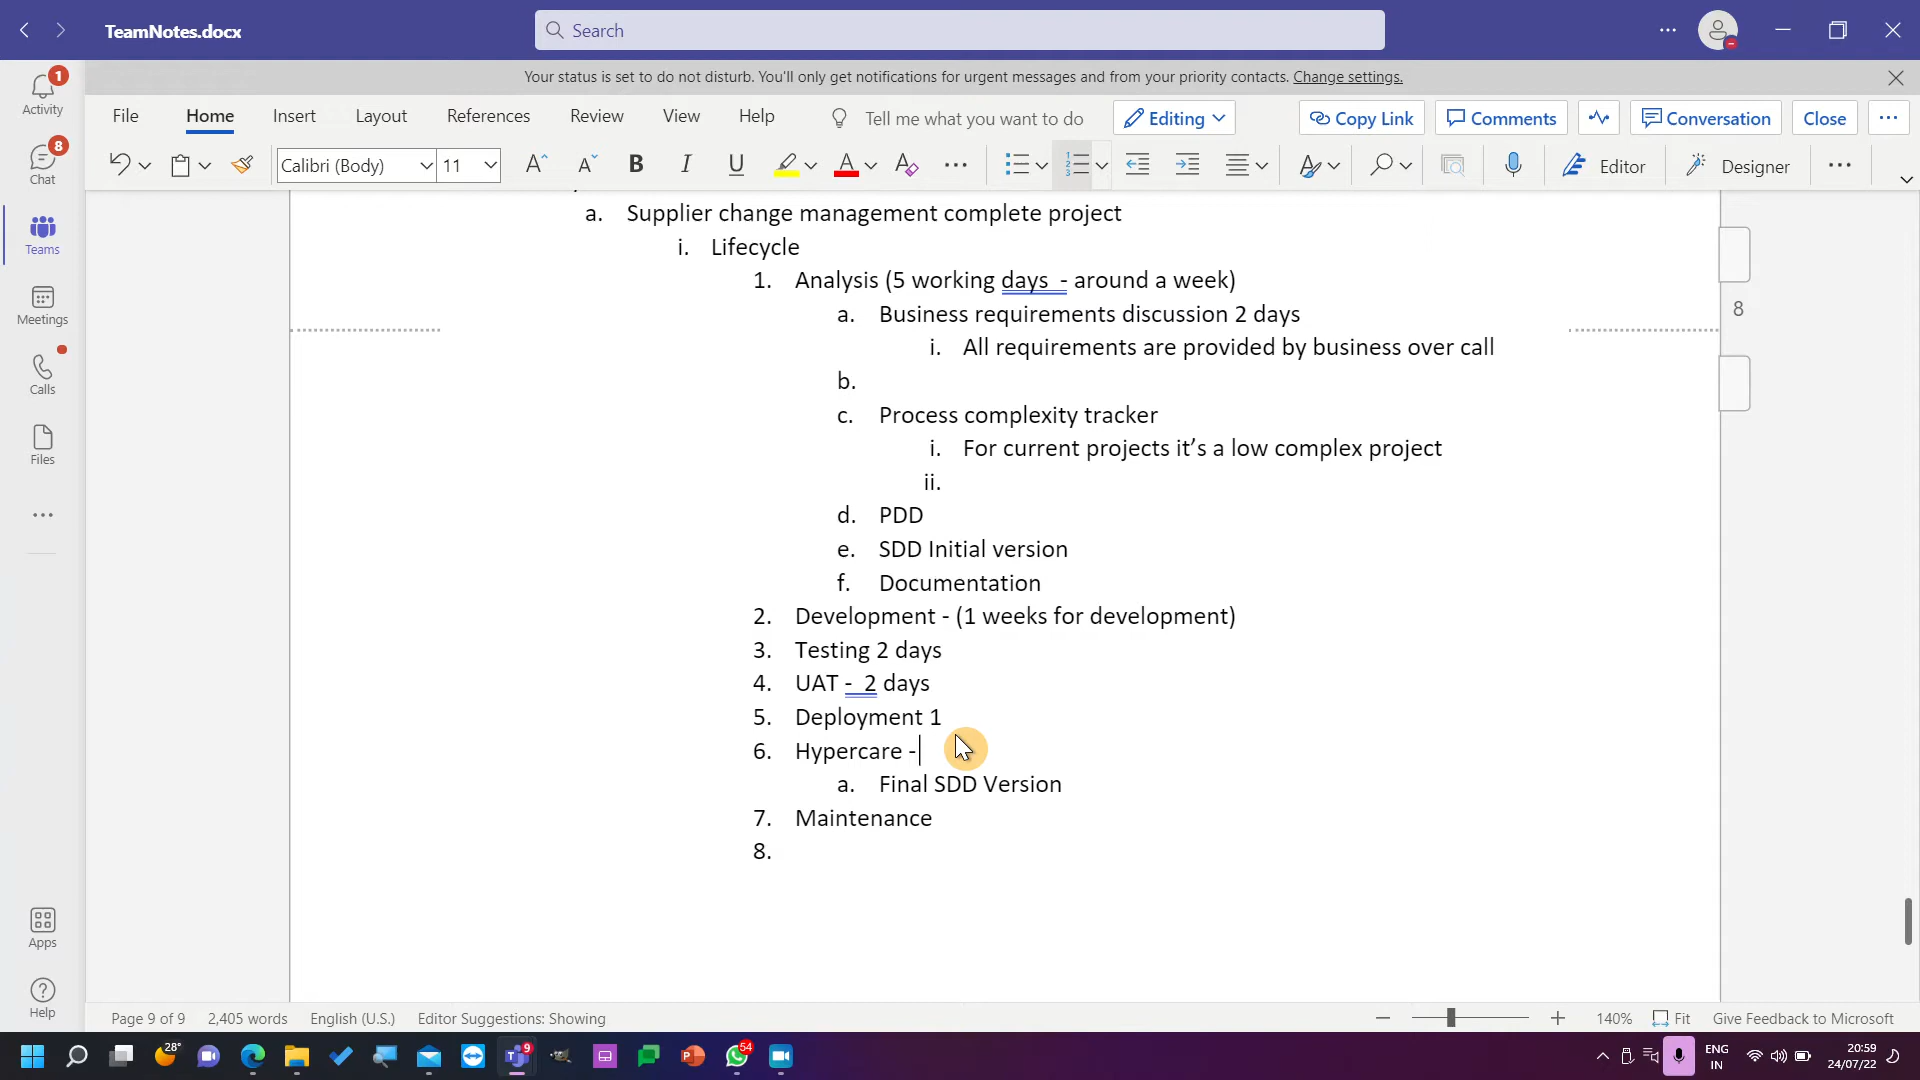 TeamNotes.docx
Search
Your status is set to do not disturb. You'll only get notifications for urgent messages and from your priority contacts. Change settings.
File Home Insert Layout References Review View Help Tell me what you want to do Editing Copy Link Comments Conversation Close
Calibri (Body) 11 A A B I U A A Editor Designer
1
Activity
8
Chat
Teams
Meetings
Calls
Files
Apps
Help
a. Supplier change management complete project
i. Lifecycle
1. Analysis (5 working days  - around a week)
a. Business requirements discussion 2 days
i. All requirements are provided by business over call
b.
c. Process complexity tracker
i. For current projects it’s a low complex project
ii.
d. PDD
e. SDD Initial version
f. Documentation
2. Development - (1 weeks for development)
3. Testing 2 days
4. UAT -  2 days
5. Deployment 1
6. Hypercare -
a. Final SDD Version
7. Maintenance
8.
8
Page 9 of 9 2,405 words English (U.S.) Editor Suggestions: Showing 140% Fit Give Feedback to Microsoft
28° 9 54 ENG IN 20:59 24/07/22